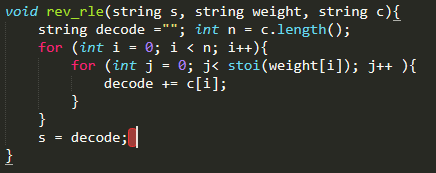 void rev_rle(string s, string weight, string c){
    string decode =""; int n = c.length();
    for (int i = 0; i < n; i++){
        for (int j = 0; j< stoi(weight[i]); j++ ){
            decode += c[i];
        }
    }
    s = decode;
}